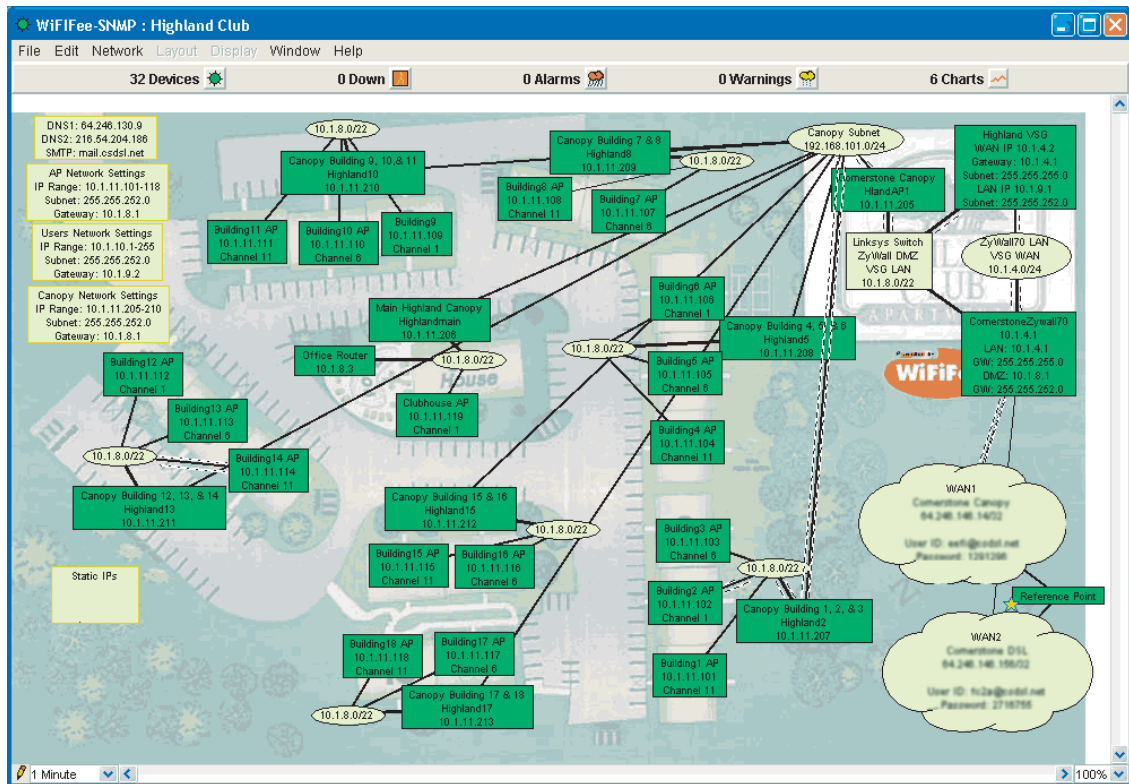 WiFIFee-SNMP : Highland Club
File Edit Network Layout Display Window Help
32 Devices 0 Down 0 Alarms 0 Warnings 6 Charts
DNS1: 64.246.130.9
DNS2: 216.54.204.186
SMTP: mail.csdsl.net
AP Network Settings
IP Range: 10.1.11.101-118
Subnet: 255.255.252.0
Gateway: 10.1.8.1
Users Network Settings
IP Range: 10.1.10.1-255
Subnet: 255.255.252.0
Gateway: 10.1.9.2
Canopy Network Settings
IP Range: 10.1.11.205-210
Subnet: 255.255.252.0
Gateway: 10.1.8.1
10.1.8.0/22
Canopy Building 9, 10,& 11
Highland10
10.1.11.210
Building11 AP
10.1.11.111
Channel 11
Building10 AP
10.1.11.110
Channel 6
Building9
10.1.11.109
Channel 1
Canopy Building 7 & 8
Highland8
10.1.11.209
10.1.8.0/22
Building8 AP
10.1.11.108
Channel 11
Building7 AP
10.1.11.107
Channel 6
Canopy Subnet
192.168.101.0/24
Cornerstone Canopy
HlandAP1
10.1.11.205
Highland VSG
WAN IP 10.1.4.2
Gateway: 10.1.4.1
Subnet: 255.255.255.0
LAN IP 10.1.9.1
Subnet: 255.255.252.0
Linksys Switch
ZyWall DMZ
VSG LAN
10.1.8.0/22
ZyWall70 LAN
VSG WAN
10.1.4.0/24
CLUB
APARTM
Powered by
WiFIFe
CornerstoneZywall70
10.1.4.1
LAN: 10.1.4.1
GW: 255.255.255.0
DMZ: 10.1.8.1
GW: 255.255.252.0
Main Highland Canopy
Highlandmain
10.1.11.206
Office Router
10.1.8.3
10.1.8.0/22
House
Clubhouse AP
10.1.11.119
Channel 1
Building6 AP
10.1.11.106
Channel 1
10.1.8.0/22
Building5 AP
10.1.11.105
Channel 6
Building4 AP
10.1.11.104
Channel 11
Canopy Building 4, 5 & 6
Highland5
10.1.11.208
Building12 AP
10.1.11.112
Channel 1
Building13 AP
10.1.11.113
Channel 6
10.1.8.0/22
Building14 AP
10.1.11.114
Channel 11
Canopy Building 12, 13, & 14
Highland13
10.1.11.211
Canopy Building 15 & 16
Highland15
10.1.11.212
10.1.8.0/22
Building15 AP
10.1.11.115
Channel 11
Building16 AP
10.1.11.116
Channel 6
Building3 AP
10.1.11.103
Channel 6
10.1.8.0/22
Building2 AP
10.1.11.102
Channel 1
Canopy Building 1, 2, & 3
Highland2
10.1.11.207
Building1 AP
10.1.11.101
Channel 11
Static IPs
Building18 AP
10.1.11.118
Channel 11
Building17 AP
10.1.11.117
Channel 6
Canopy Building 17 & 18
Highland17
10.1.11.213
10.1.8.0/22
WAN1
Cornerstone Canopy
User ID:
Password:
Reference Point
WAN2
Cornerstone DSL
User ID:
Password:
1 Minute
100%